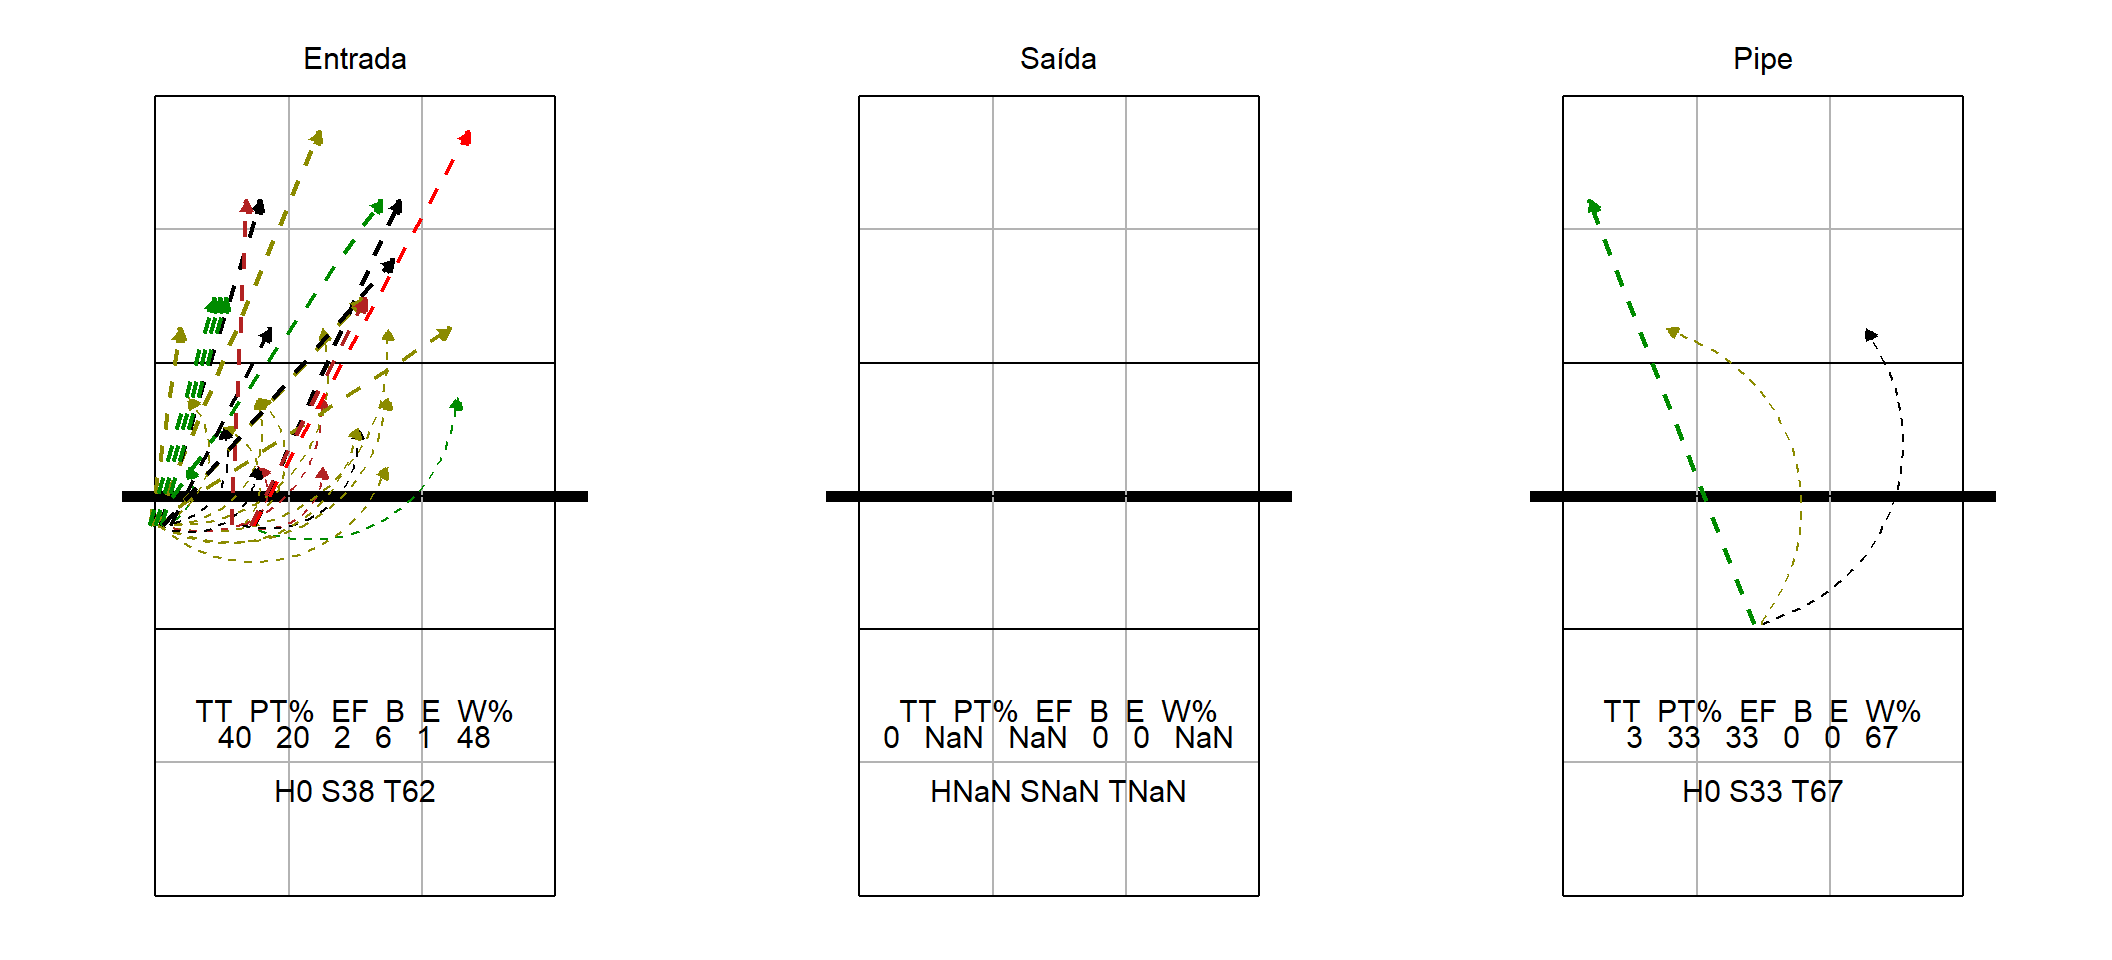 Entrada
TT PT% EF B E W%
40 20 2 6 1 48
H0 S38 T62
Saída
TT PT% EF B E W%
0 NaN NaN 0 0 NaN
HNaN SNaN TNaN
Pipe
TT PT% EF B E W%
3 33 33 0 0 67
H0 S33 T67